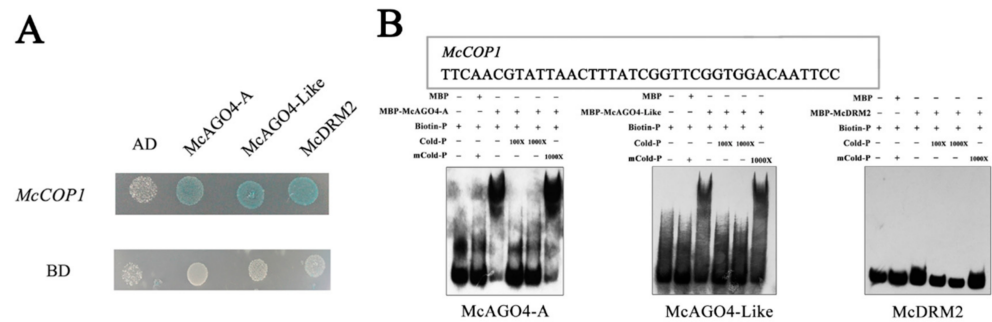 A
AD McAGO4-A McAGO4-Like McDRM2
McCOP1
BD
B
McCOP1
TTCAACGTATTAACTTTATCGGTTCGGTGGACAATTCC
MBP – + – – – –
MBP-McAGO4-A – – + + + +
Biotin-P + + + + + +
Cold-P – – – 100X 1000X –
mCold-P – + – – – 1000X
McAGO4-A
MBP – + – – – –
MBP-McAGO4-Like – – + + + +
Biotin-P + + + + + +
Cold-P – – – 100X 1000X –
mCold-P – + – – – 1000X
McAGO4-Like
MBP – + – – – –
MBP-McDRM2 – – + + + +
Biotin-P + + + + + +
Cold-P – – – 100X 1000X –
mCold-P – + – – – 1000X
McDRM2